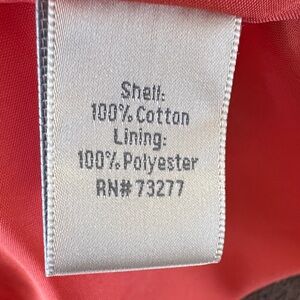 Shell:
100% Cotton
Lining:
100% Polyester
RN# 73277